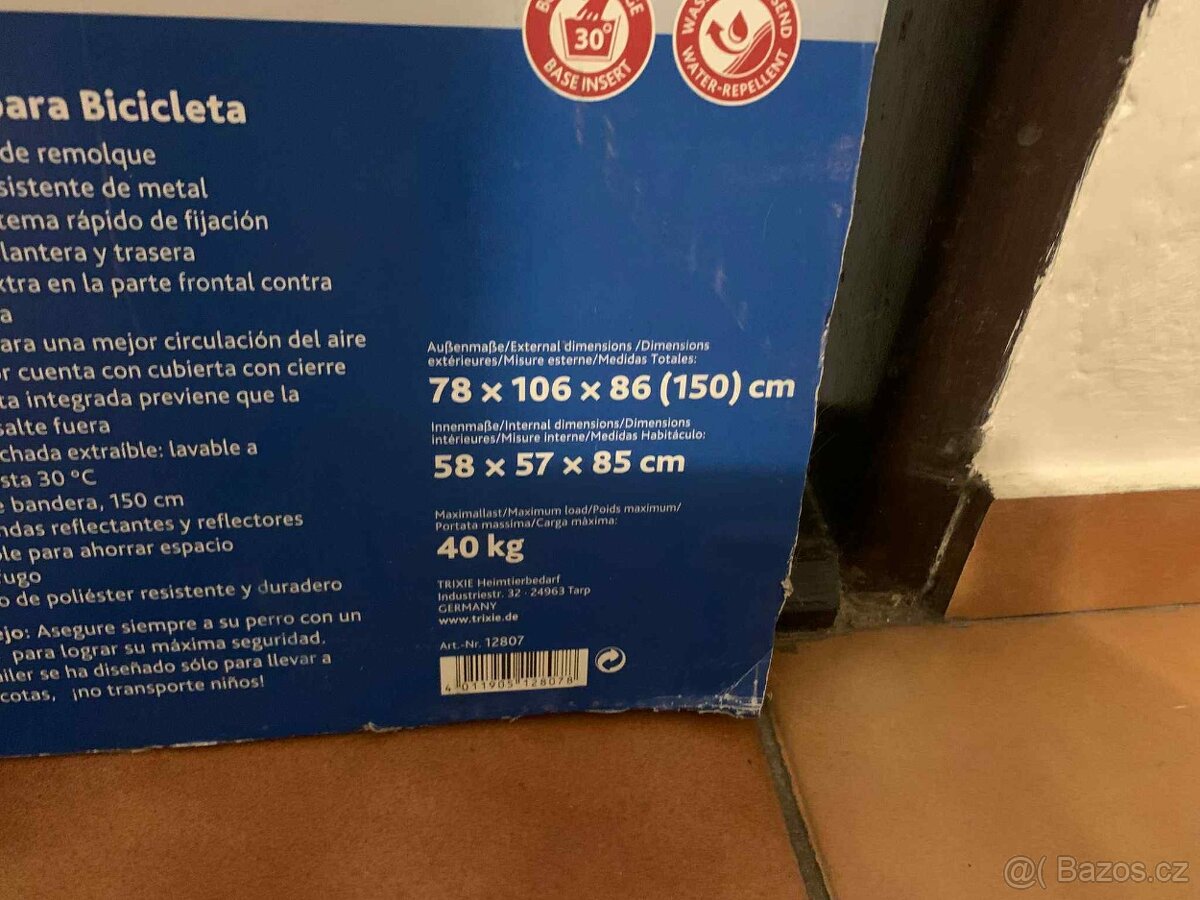 30°
BASE INSERT
WATER-REPELLENT
para Bicicleta
de remolque
sistente de metal
tema rápido de fijación
lantera y trasera
xtra en la parte frontal contra
a
ara una mejor circulación del aire
or cuenta con cubierta con cierre
ta integrada previene que la
salte fuera
chada extraíble: lavable a
sta 30 °C
e bandera, 150 cm
ndas reflectantes y reflectores
ble para ahorrar espacio
rugo
o de poliéster resistente y duradero
ejo: Asegure siempre a su perro con un
para lograr su máxima seguridad.
ailer se ha diseñado sólo para llevar a
cotas, ¡no transporte niños!
Außenmaße/External dimensions /Dimensions
extérieures/Misure esterne/Medidas Totales:
78 x 106 x 86 (150) cm
Innenmaße/Internal dimensions/Dimensions
intérieures/Misure interne/Medidas Habitáculo:
58 x 57 x 85 cm
Maximallast/Maximum load/Poids maximum/
Portata massima/Carga máxima:
40 kg
TRIXIE Heimtierbedarf
Industriestr. 32 · 24963 Tarp
GERMANY
www.trixie.de
Art.-Nr. 12807
4 011905 128078
@( Bazos.cz